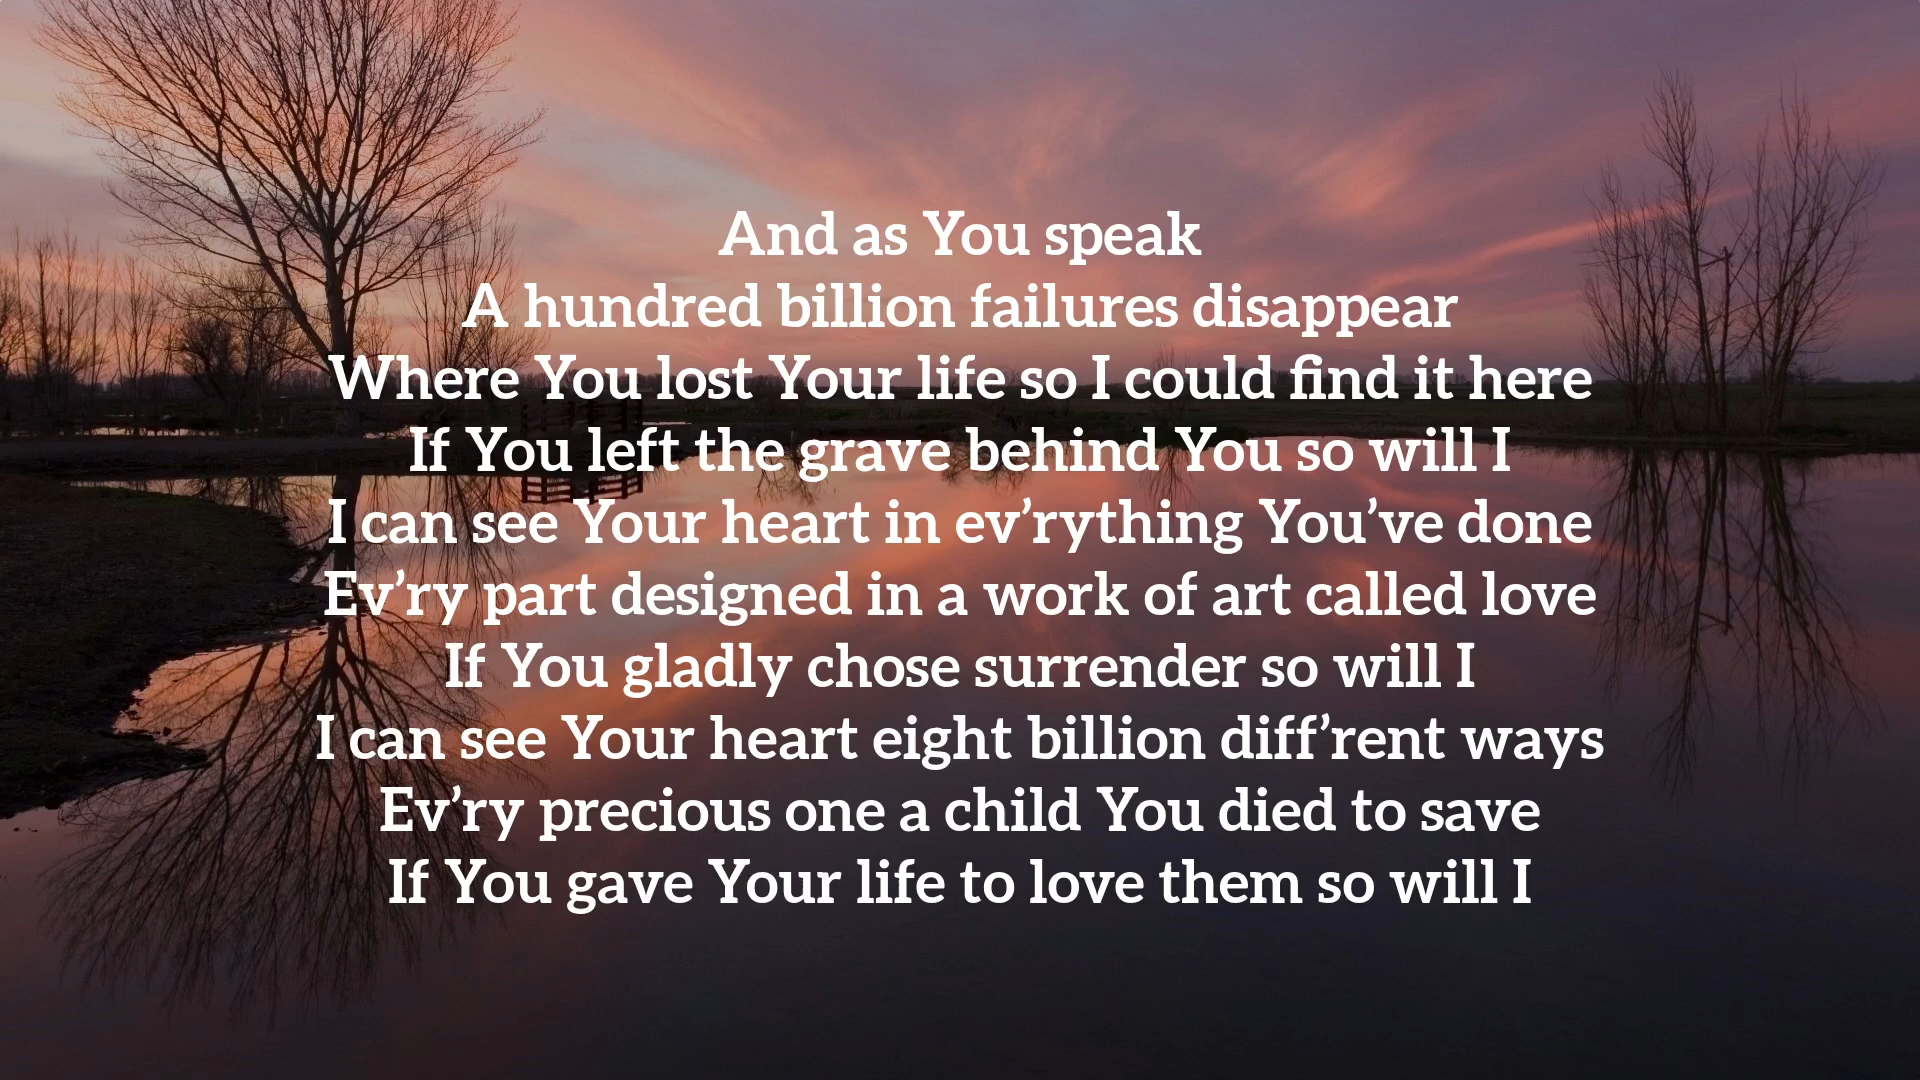 And as You speak
A hundred billion failures disappear
Where You lost Your life so I could find it here
If You left the grave behind You so will I
I can see Your heart in ev’rything You’ve done
Ev’ry part designed in a work of art called love
If You gladly chose surrender so will I
I can see Your heart eight billion diff’rent ways
Ev’ry precious one a child You died to save
If You gave Your life to love them so will I